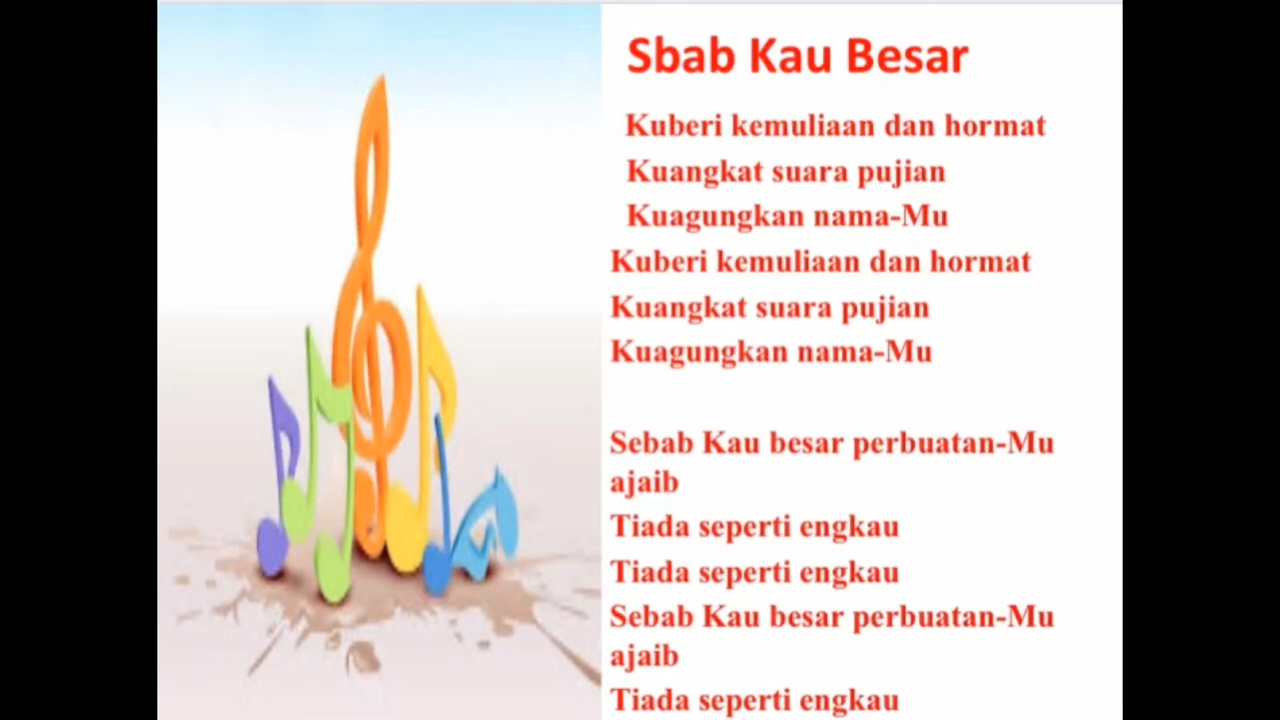 Sbab Kau Besar
Kuberi kemuliaan dan hormat
Kuangkat suara pujian
Kuagungkan nama-Mu
Kuberi kemuliaan dan hormat
Kuangkat suara pujian
Kuagungkan nama-Mu
Sebab Kau besar perbuatan-Mu
ajaib
Tiada seperti engkau
Tiada seperti engkau
Sebab Kau besar perbuatan-Mu
ajaib
Tiada seperti engkau